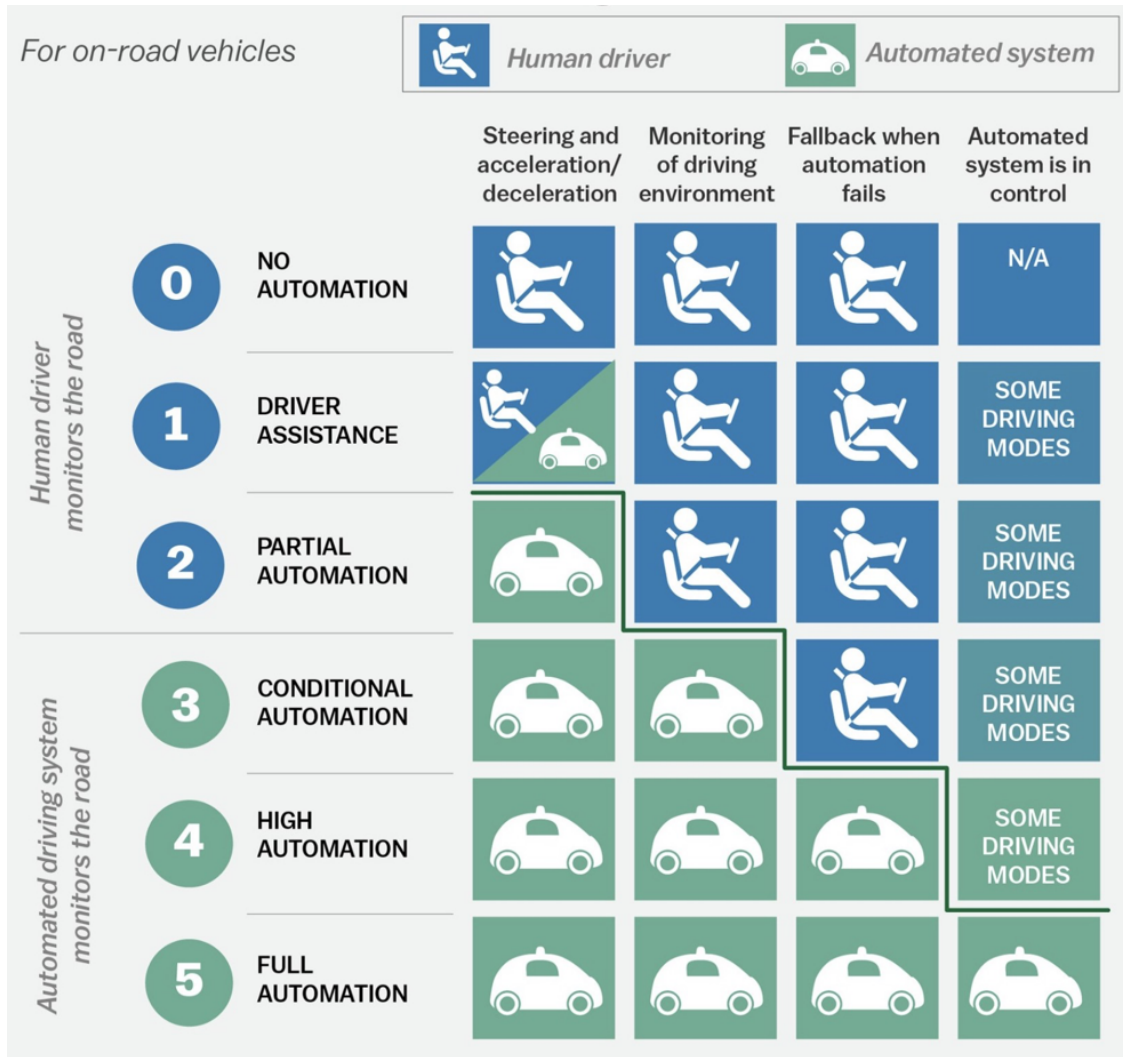 For on-road vehicles
Human driver
Automated system
Steering and
acceleration/
deceleration
Monitoring
of driving
environment
Fallback when
automation
fails
Automated
system is in
control
Human driver
monitors the road
0
NO
AUTOMATION
N/A
1
DRIVER
ASSISTANCE
SOME
DRIVING
MODES
2
PARTIAL
AUTOMATION
SOME
DRIVING
MODES
Automated driving system
monitors the road
3
CONDITIONAL
AUTOMATION
SOME
DRIVING
MODES
4
HIGH
AUTOMATION
SOME
DRIVING
MODES
5
FULL
AUTOMATION